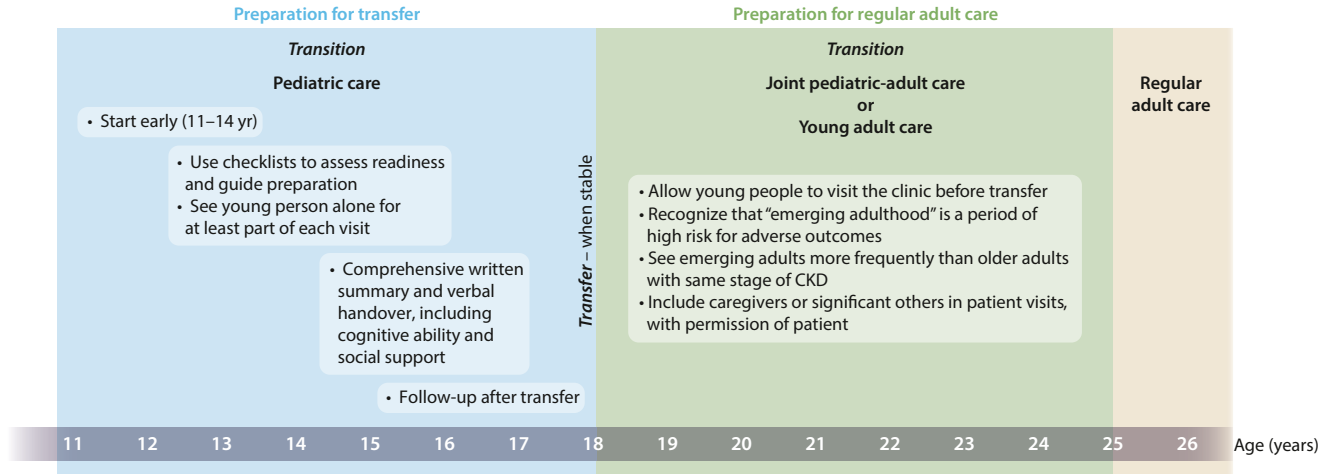 Preparation for transfer
Preparation for regular adult care
Transition
Pediatric care
• Start early (11–14 yr)
• Use checklists to assess readiness
and guide preparation
• See young person alone for
at least part of each visit
• Comprehensive written
summary and verbal
handover, including
cognitive ability and
social support
• Follow-up after transfer
Transfer – when stable
Transition
Joint pediatric-adult care
or
Young adult care
• Allow young people to visit the clinic before transfer
• Recognize that “emerging adulthood” is a period of
high risk for adverse outcomes
• See emerging adults more frequently than older adults
with same stage of CKD
• Include caregivers or significant others in patient visits,
with permission of patient
Regular
adult care
11 12 13 14 15 16 17 18 19 20 21 22 23 24 25 26 Age (years)